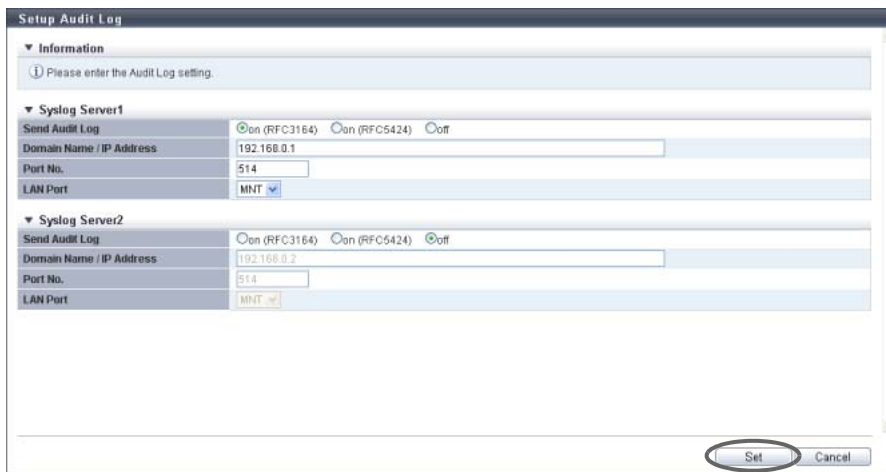 Setup Audit Log
Information
Please enter the Audit Log setting.
Syslog Server1
Send Audit Log on (RFC3164) on (RFC5424) off
Domain Name / IP Address 192.168.0.1
Port No. 514
LAN Port MNT
Syslog Server2
Send Audit Log on (RFC3164) on (RFC5424) off
Domain Name / IP Address 192.168.0.2
Port No. 514
LAN Port MNT
Set Cancel